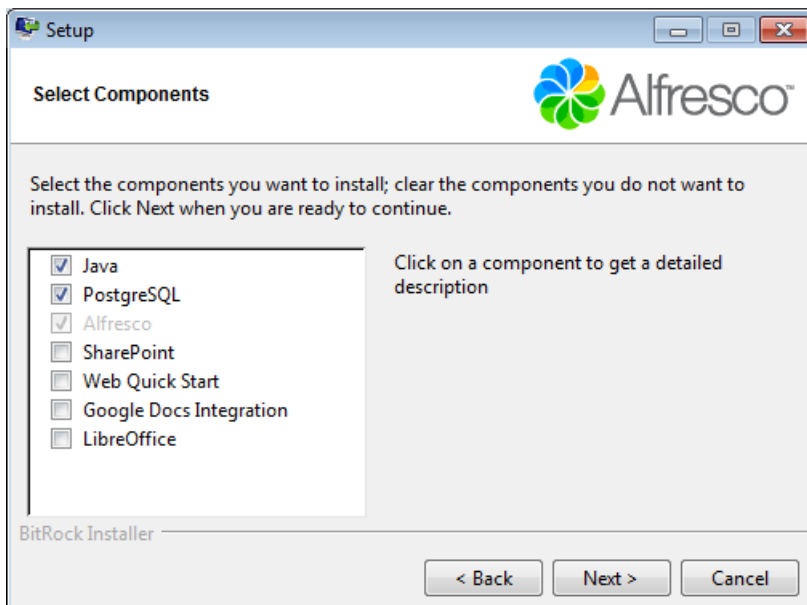 Setup
Select Components
Alfresco™
Select the components you want to install; clear the components you do not want to
install. Click Next when you are ready to continue.
Java
PostgreSQL
Alfresco
SharePoint
Web Quick Start
Google Docs Integration
LibreOffice
Click on a component to get a detailed
description
BitRock Installer
< Back
Next >
Cancel